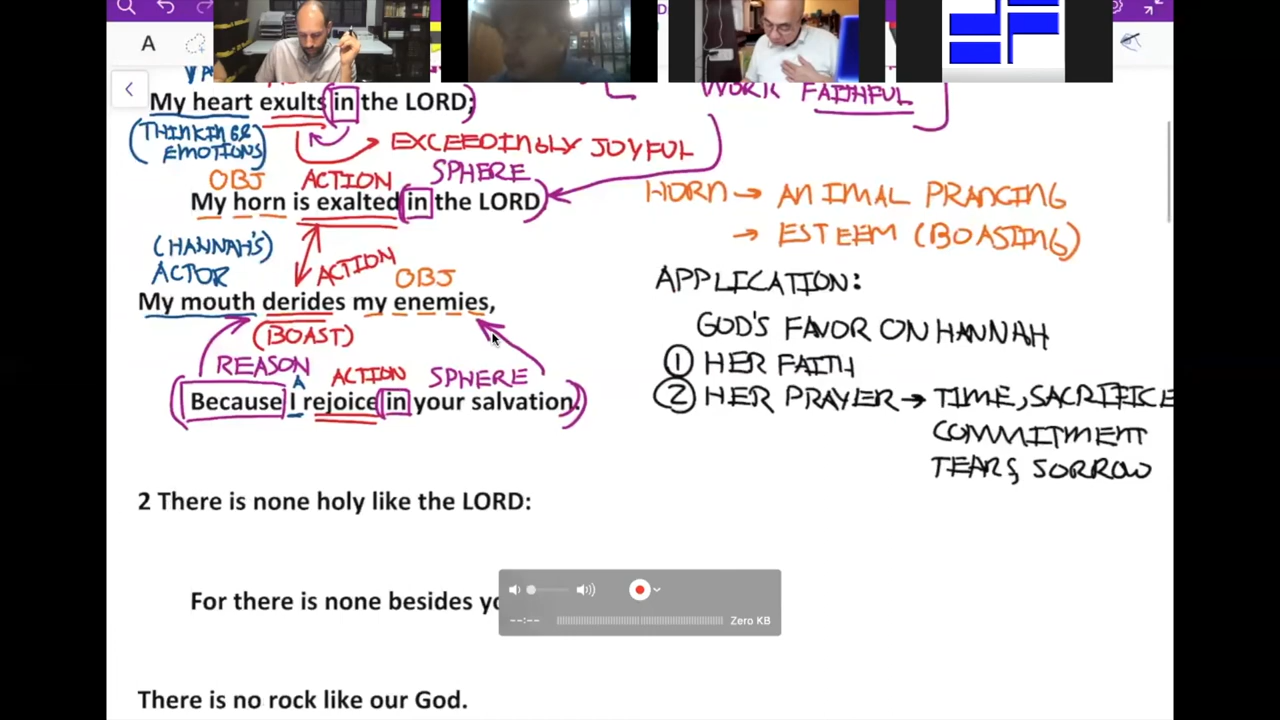 A
My heart exults in the LORD;
WORK FAITHFUL
(THINKING &
EMOTIONS)
EXCEEDINGLY JOYFUL
OBJ ACTION SPHERE
My horn is exalted in the LORD
HORN → ANIMAL PRANCING
→ ESTEEM (BOASTING)
(HANNAH'S)
ACTOR ACTION OBJ
My mouth derides my enemies,
(BOAST)
APPLICATION:
GOD'S FAVOR ON HANNAH
① HER FAITH
② HER PRAYER → TIME, SACRIFICE
COMMITMENT
TEARS, SORROW
REASON A ACTION SPHERE
Because I rejoice in your salvation.
2 There is none holy like the LORD:
For there is none besides yo
--:-- Zero KB
There is no rock like our God.